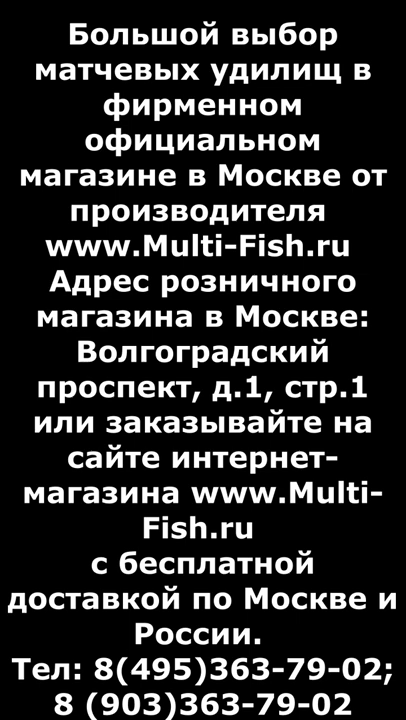 Большой выбор
матчевых удилищ в
фирменном
официальном
магазине в Москве от
производителя
www.Multi-Fish.ru
Адрес розничного
магазина в Москве:
Волгоградский
проспект, д.1, стр.1
или заказывайте на
сайте интернет-
магазина www.Multi-
Fish.ru
с бесплатной
доставкой по Москве и
России.
Тел: 8(495)363-79-02;
8 (903)363-79-02